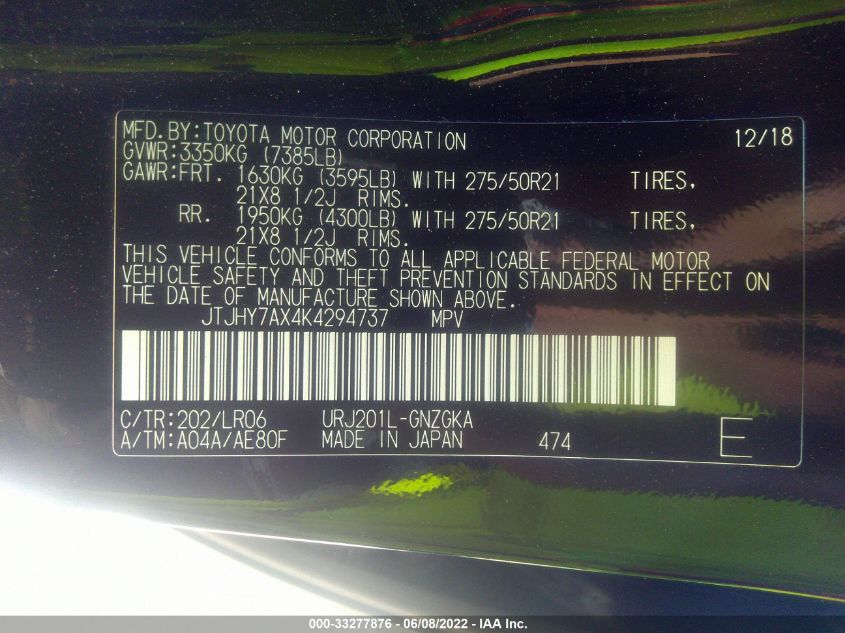 MFD.BY:TOYOTA MOTOR CORPORATION 12/18
GVWR:3350KG (7385LB)
GAWR:FRT. 1630KG (3595LB) WITH 275/50R21 TIRES,
21X8 1/2J RIMS.
RR. 1950KG (4300LB) WITH 275/50R21 TIRES,
21X8 1/2J RIMS.
THIS VEHICLE CONFORMS TO ALL APPLICABLE FEDERAL MOTOR
VEHICLE SAFETY AND THEFT PREVENTION STANDARDS IN EFFECT ON
THE DATE OF MANUFACTURE SHOWN ABOVE.
JTJHY7AX4K4294737 MPV
C/TR:202/LR06 URJ201L-GNZGKA
A/TM:A04A/AE80F MADE IN JAPAN 474 E
000-33277876 - 06/08/2022 - IAA Inc.